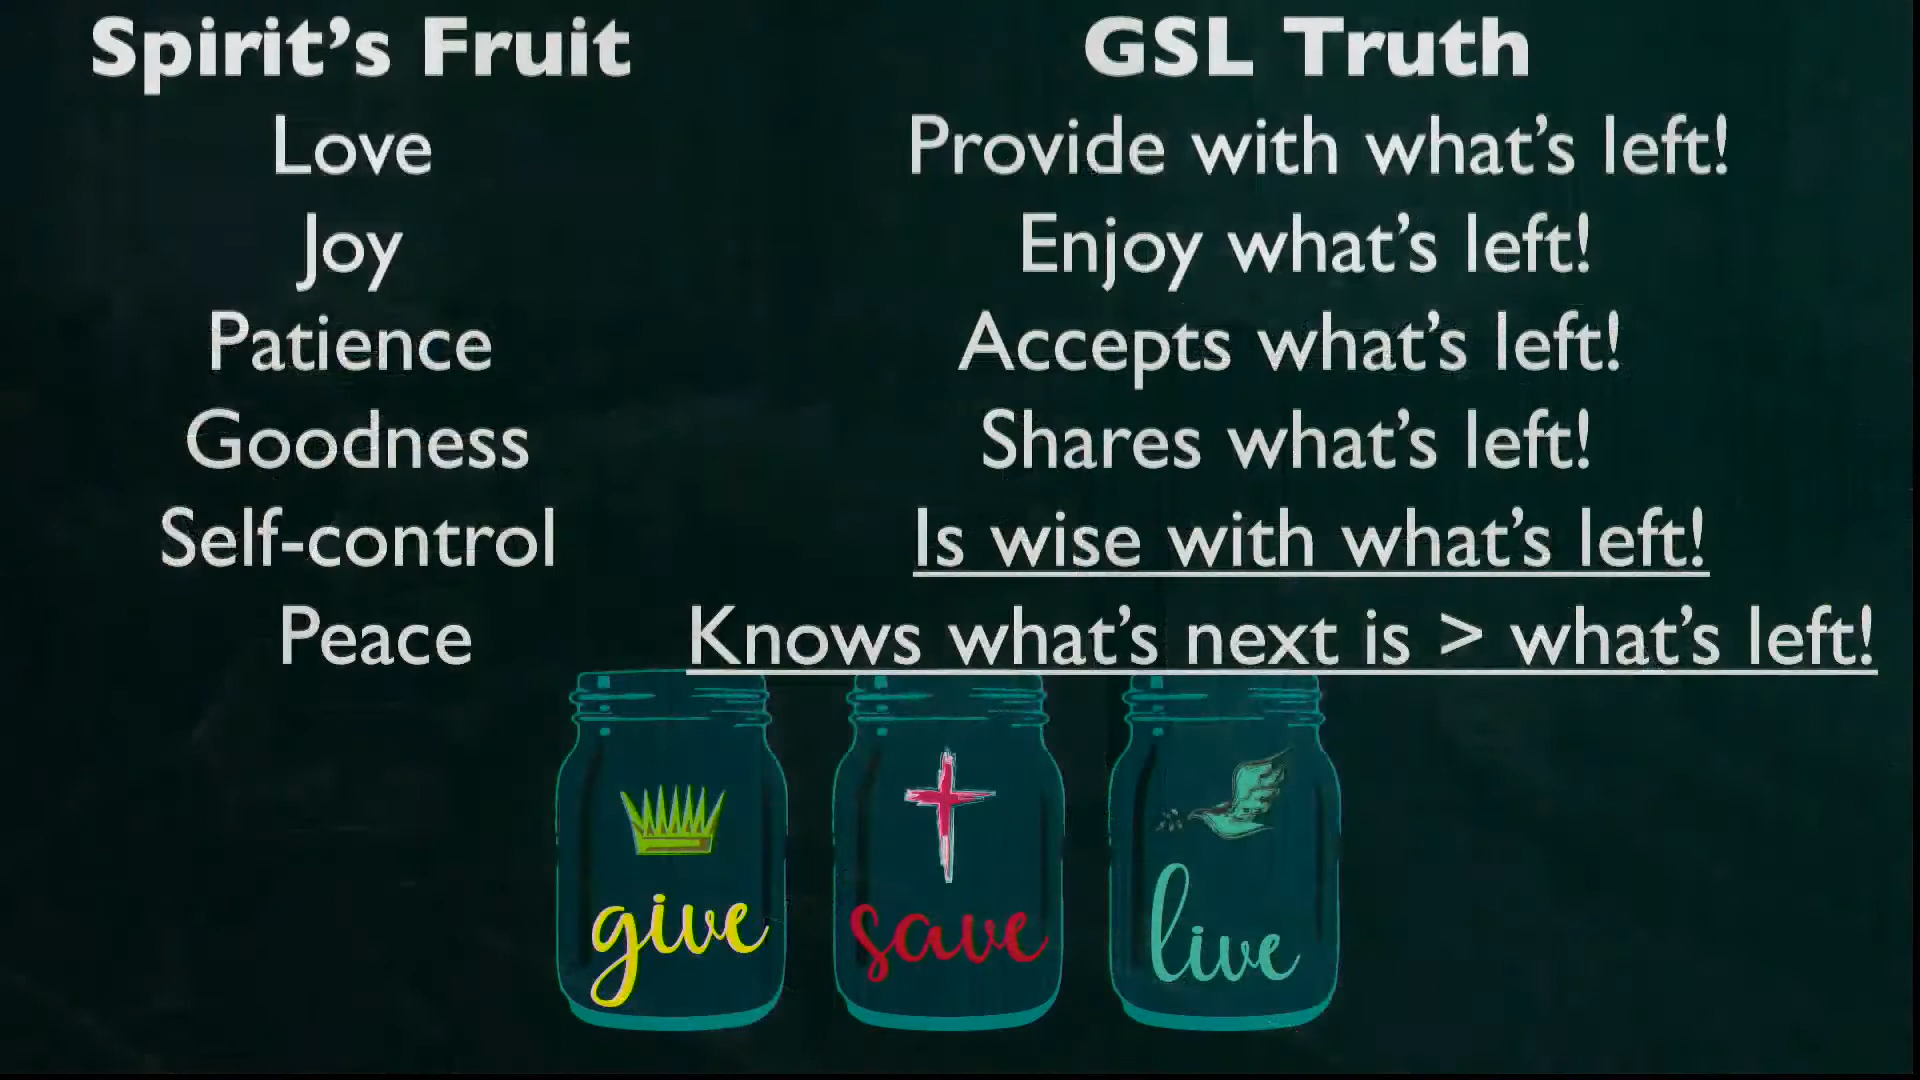 Spirit's Fruit GSL Truth
Love Provide with what's left!
Joy Enjoy what's left!
Patience Accepts what's left!
Goodness Shares what's left!
Self-control Is wise with what's left!
Peace Knows what's next is > what's left!
give save live